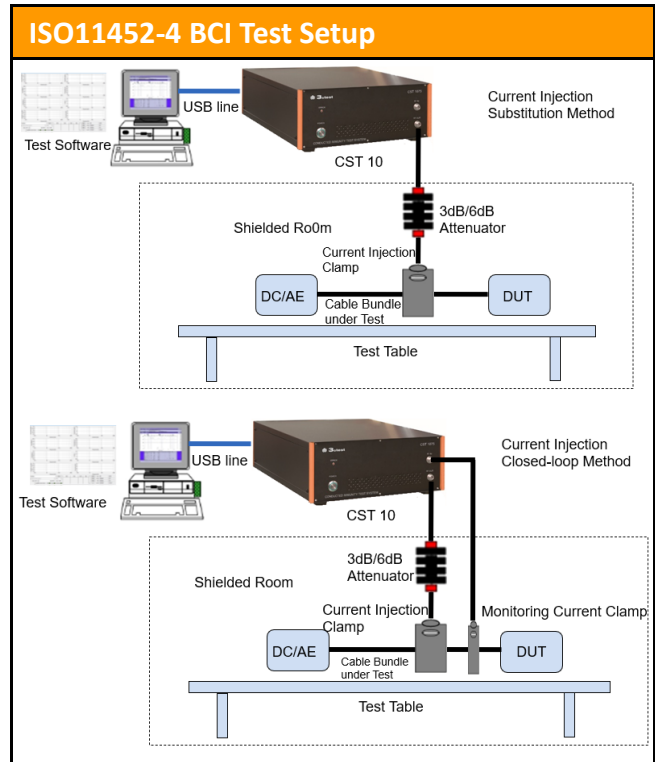 ISO11452-4 BCI Test Setup
USB line
Test Software
CST 10
Current Injection
Substitution Method
3dB/6dB
Attenuator
Shielded Ro0m
Current Injection
Clamp
DC/AE
Cable Bundle
under Test
DUT
Test Table
USB line
Test Software
CST 10
Current Injection
Closed-loop Method
3dB/6dB
Attenuator
Shielded Room
Current Injection
Clamp
Monitoring Current Clamp
DC/AE
Cable Bundle
under Test
DUT
Test Table